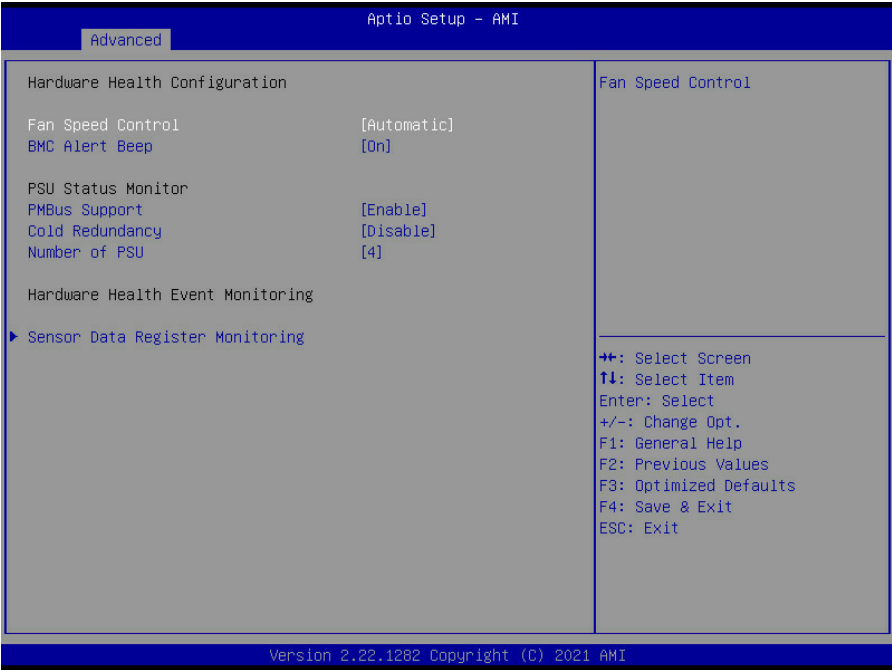 Aptio Setup – AMI
Advanced
Hardware Health Configuration
Fan Speed Control [Automatic]
BMC Alert Beep [On]
PSU Status Monitor
PMBus Support [Enable]
Cold Redundancy [Disable]
Number of PSU [4]
Hardware Health Event Monitoring
▶ Sensor Data Register Monitoring
Fan Speed Control
→←: Select Screen
↑↓: Select Item
Enter: Select
+/-: Change Opt.
F1: General Help
F2: Previous Values
F3: Optimized Defaults
F4: Save & Exit
ESC: Exit
Version 2.22.1282 Copyright (C) 2021 AMI